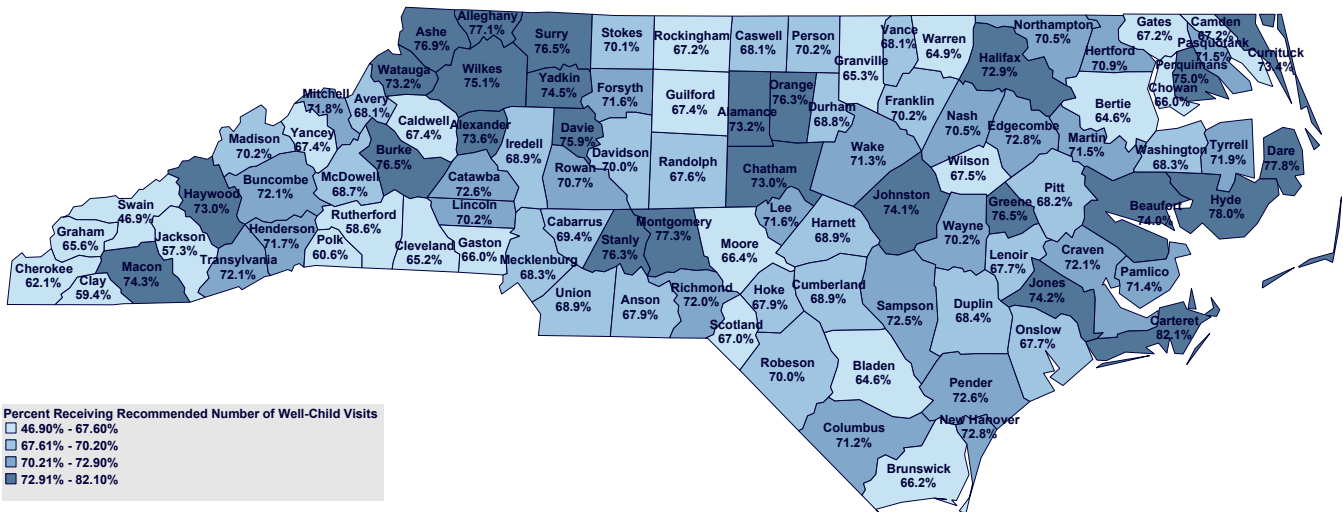 Ashe
76.9%
Alleghany
77.1%
Surry
76.5%
Stokes
70.1%
Rockingham
67.2%
Caswell
68.1%
Person
70.2%
Granville
65.3%
Vance
68.1%
Warren
64.9%
Halifax
72.9%
Northampton
70.5%
Hertford
70.9%
Gates
67.2%
Camden
67.2%
Pasquotank
71.5%
Currituck
73.4%
Perquimans
75.0%
Chowan
66.0%
Watauga
73.2%
Wilkes
75.1%
Yadkin
74.5%
Forsyth
71.6%
Guilford
67.4%
Alamance
73.2%
Orange
76.3%
Durham
68.8%
Franklin
70.2%
Nash
70.5%
Edgecombe
72.8%
Martin
71.5%
Bertie
64.6%
Washington
68.3%
Tyrrell
71.9%
Dare
77.8%
Mitchell
71.8%
Avery
68.1%
Caldwell
67.4%
Alexander
73.6%
Iredell
68.9%
Davie
75.9%
Davidson
70.0%
Rowan
70.7%
Randolph
67.6%
Chatham
73.0%
Wake
71.3%
Wilson
67.5%
Pitt
68.2%
Beaufort
74.0%
Hyde
78.0%
Madison
70.2%
Yancey
67.4%
Burke
76.5%
McDowell
68.7%
Catawba
72.6%
Lincoln
70.2%
Buncombe
72.1%
Haywood
73.0%
Swain
46.9%
Graham
65.6%
Cherokee
62.1%
Clay
59.4%
Macon
74.3%
Jackson
57.3%
Transylvania
72.1%
Henderson
71.7%
Polk
60.6%
Rutherford
58.6%
Cleveland
65.2%
Gaston
66.0%
Mecklenburg
68.3%
Cabarrus
69.4%
Stanly
76.3%
Montgomery
77.3%
Moore
66.4%
Lee
71.6%
Harnett
68.9%
Johnston
74.1%
Wayne
70.2%
Greene
76.5%
Lenoir
67.7%
Craven
72.1%
Pamlico
71.4%
Jones
74.2%
Carteret
82.1%
Onslow
67.7%
Duplin
68.4%
Sampson
72.5%
Cumberland
68.9%
Hoke
67.9%
Richmond
72.0%
Anson
67.9%
Union
68.9%
Scotland
67.0%
Robeson
70.0%
Bladen
64.6%
Pender
72.6%
New Hanover
72.8%
Columbus
71.2%
Brunswick
66.2%
Percent Receiving Recommended Number of Well-Child Visits
46.90% - 67.60%
67.61% - 70.20%
70.21% - 72.90%
72.91% - 82.10%